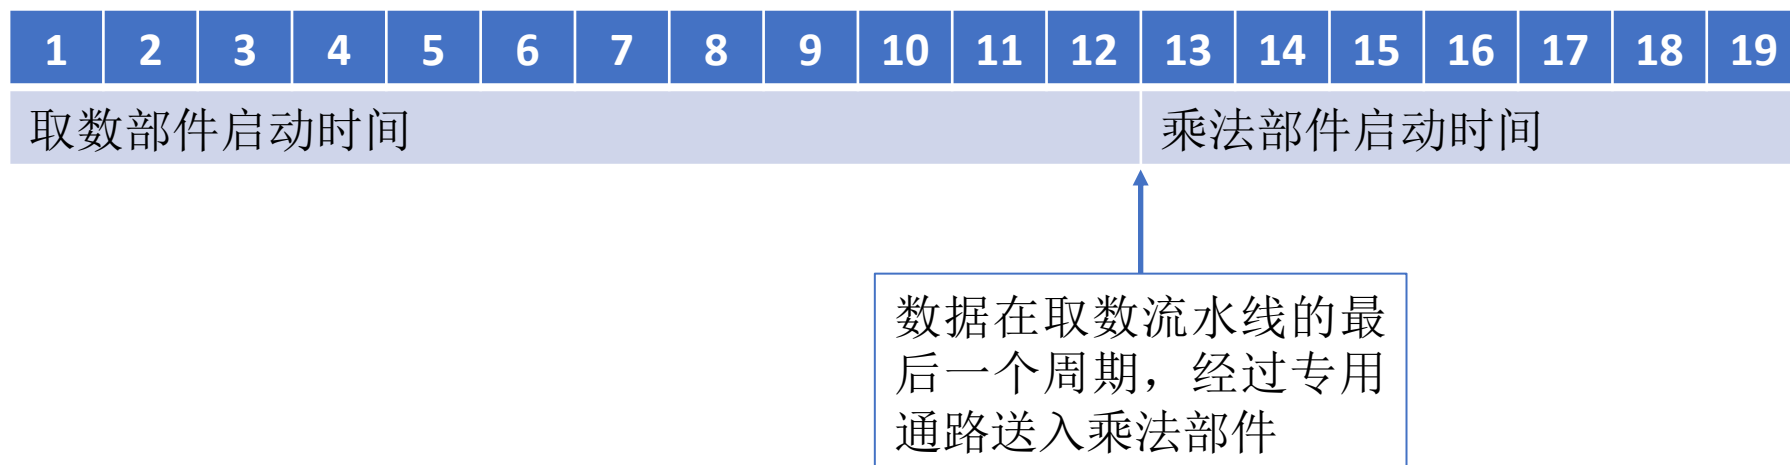 1 2 3 4 5 6 7 8 9 10 11 12 13 14 15 16 17 18 19
取数部件启动时间 乘法部件启动时间
数据在取数流水线的最
后一个周期，经过专用
通路送入乘法部件